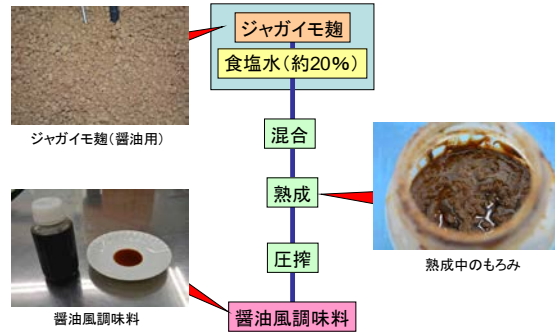 ジャガイモ麹
食塩水(約20%)
ジャガイモ麹(醤油用)
混合
熟成
熟成中のもろみ
圧搾
醤油風調味料
醤油風調味料